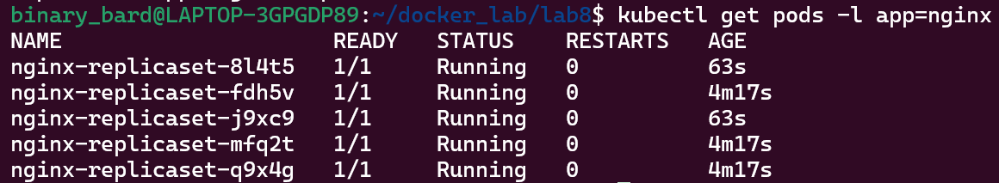 binary_bard@LAPTOP-3GPGDP89:~/docker_lab/lab8$ kubectl get pods -l app=nginx
NAME READY STATUS RESTARTS AGE
nginx-replicaset-8l4t5 1/1 Running 0 63s
nginx-replicaset-fdh5v 1/1 Running 0 4m17s
nginx-replicaset-j9xc9 1/1 Running 0 63s
nginx-replicaset-mfq2t 1/1 Running 0 4m17s
nginx-replicaset-q9x4g 1/1 Running 0 4m17s